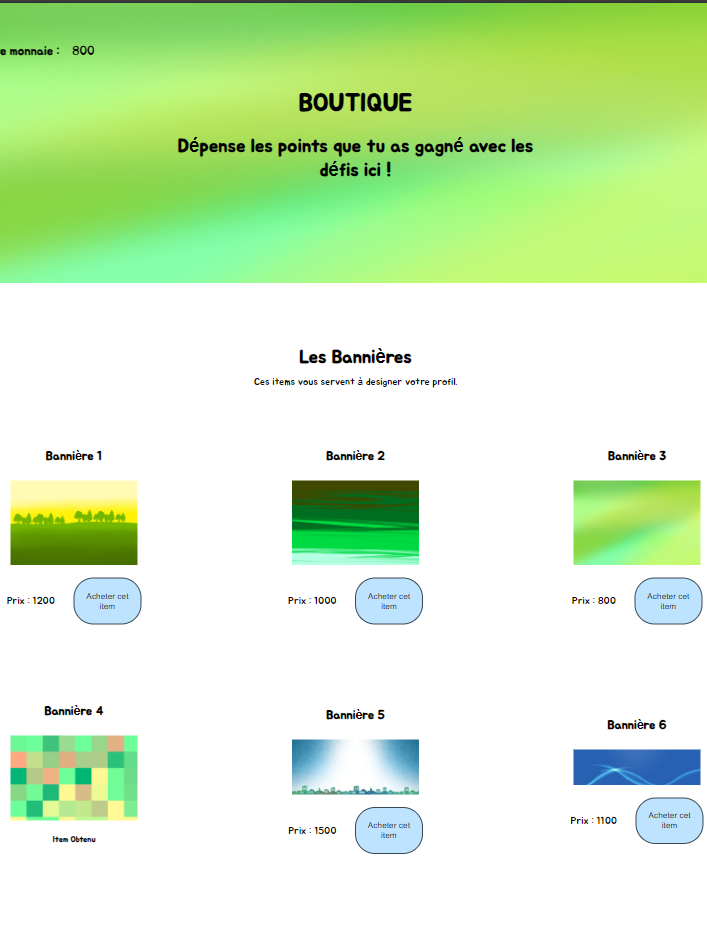 e monnaie : 800
BOUTIQUE
Dépense les points que tu as gagné avec les
défis ici !
Les Bannières
Ces items vous servent à designer votre profil.
Bannière 1
Bannière 2
Bannière 3
Prix : 1200
Acheter cet
item
Prix : 1000
Acheter cet
item
Prix : 800
Acheter cet
item
Bannière 4
Bannière 5
Bannière 6
Item Obtenu
Prix : 1500
Acheter cet
item
Prix : 1100
Acheter cet
item